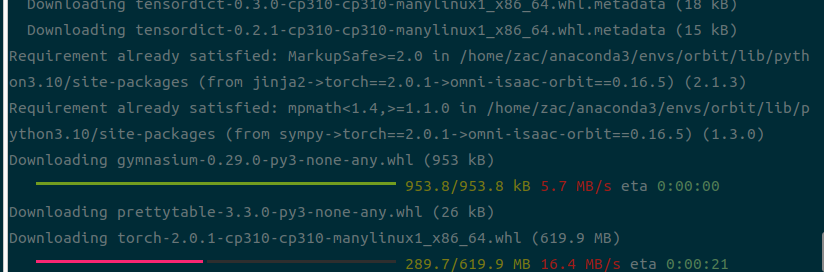 Downloading tensordict-0.3.0-cp310-cp310-manylinux1_x86_64.whl.metadata (18 kB)
Downloading tensordict-0.2.1-cp310-cp310-manylinux1_x86_64.whl.metadata (15 kB)
Requirement already satisfied: MarkupSafe>=2.0 in /home/zac/anaconda3/envs/orbit/lib/pyth
on3.10/site-packages (from jinja2->torch==2.0.1->omni-isaac-orbit==0.16.5) (2.1.3)
Requirement already satisfied: mpmath<1.4,>=1.1.0 in /home/zac/anaconda3/envs/orbit/lib/p
ython3.10/site-packages (from sympy->torch==2.0.1->omni-isaac-orbit==0.16.5) (1.3.0)
Downloading gymnasium-0.29.0-py3-none-any.whl (953 kB)
953.8/953.8 kB 5.7 MB/s eta 0:00:00
Downloading prettytable-3.3.0-py3-none-any.whl (26 kB)
Downloading torch-2.0.1-cp310-cp310-manylinux1_x86_64.whl (619.9 MB)
289.7/619.9 MB 16.4 MB/s eta 0:00:21